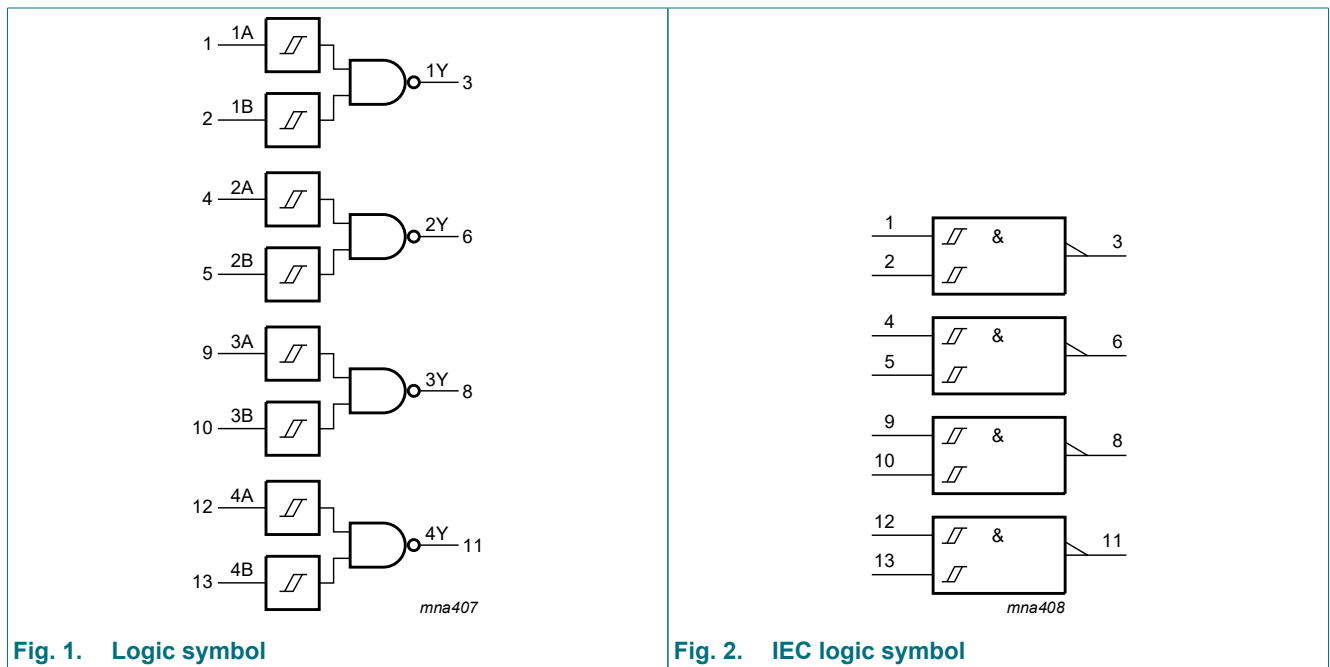 1 1A
1Y 3
2 1B
4 2A
2Y 6
5 2B
9 3A
3Y 8
10 3B
12 4A
4Y 11
13 4B
mna407
Fig. 1. Logic symbol
1 & 3
2
4 & 6
5
9 & 8
10
12 & 11
13
mna408
Fig. 2. IEC logic symbol